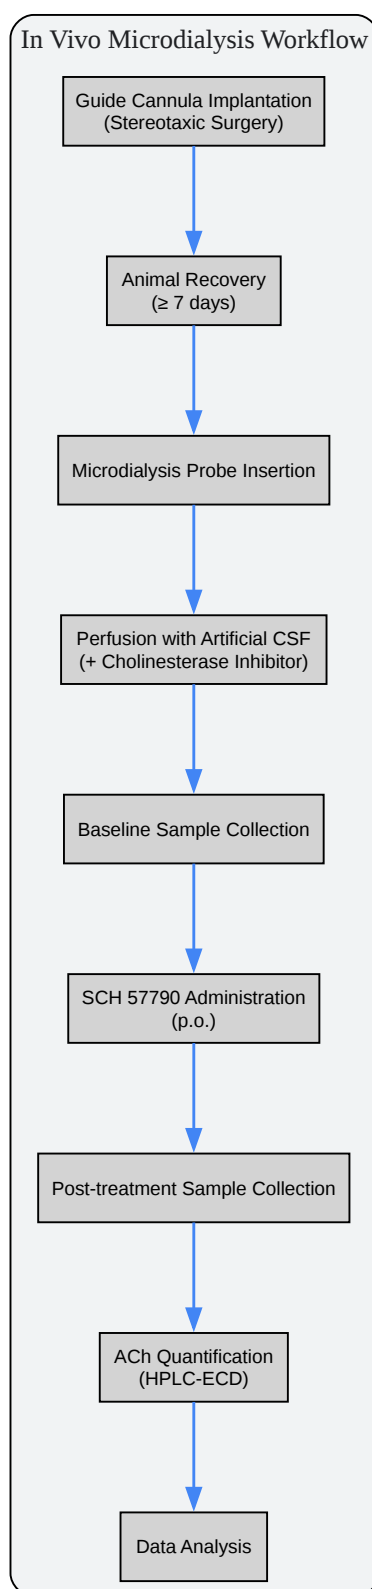 In Vivo Microdialysis Workflow
Guide Cannula Implantation
(Stereotaxic Surgery)
Animal Recovery
(≥ 7 days)
Microdialysis Probe Insertion
Perfusion with Artificial CSF
(+ Cholinesterase Inhibitor)
Baseline Sample Collection
SCH 57790 Administration
(p.o.)
Post-treatment Sample Collection
ACh Quantification
(HPLC-ECD)
Data Analysis